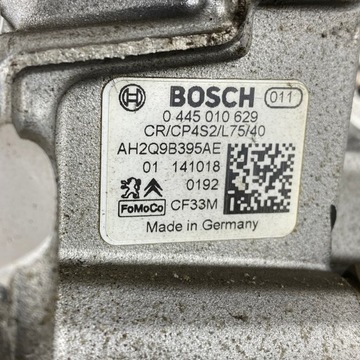 BOSCH 011
0 445 010 629
CR/CP4S2/L75/40
AH2Q9B395AE
01 141018
0192
FoMoCo CF33M
Made in Germany